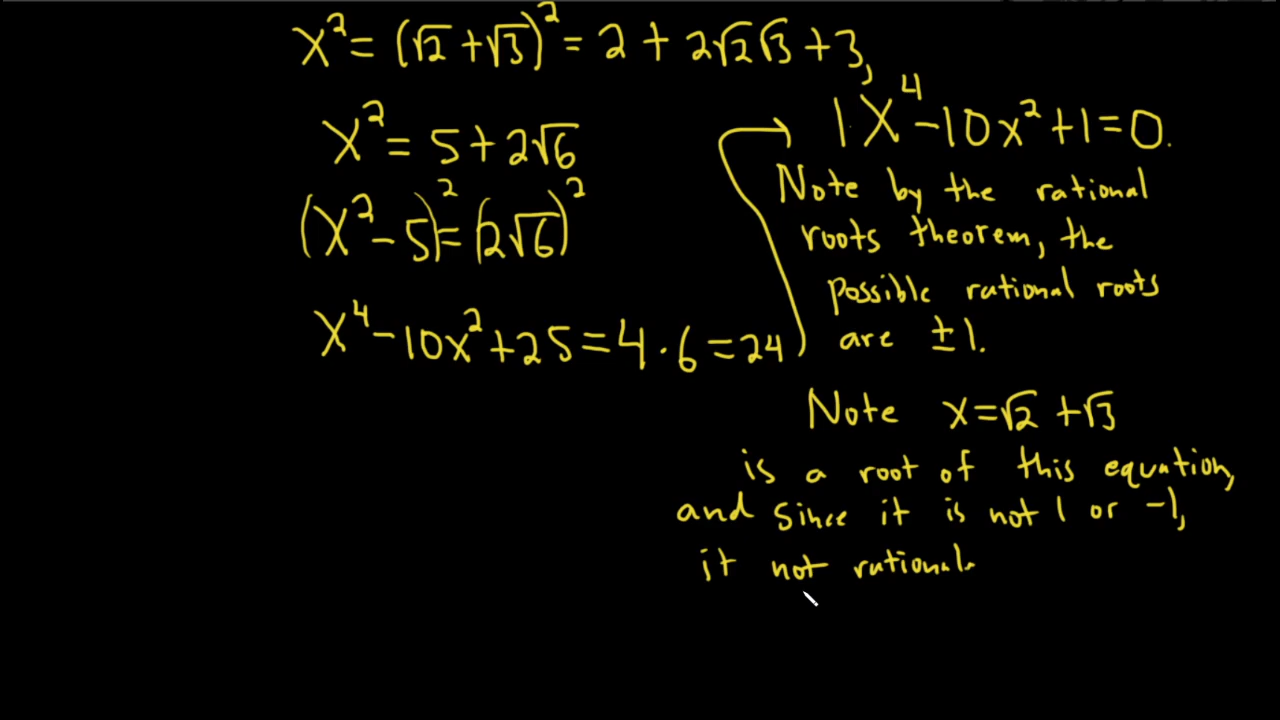 x² = (√2 + √3)² = 2 + 2√2√3 + 3,
x² = 5 + 2√6
(x² - 5)² = (2√6)²
x⁴ - 10x² + 25 = 4 · 6 = 24
1x⁴ - 10x² + 1 = 0.
Note by the rational
roots theorem, the
possible rational roots
are ±1.
Note x = √2 + √3
is a root of this equation,
and since it is not 1 or -1,
it not rational.